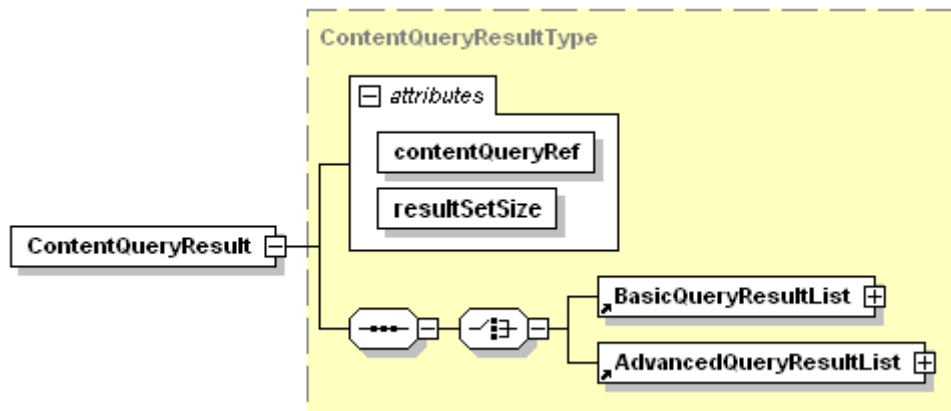 ContentQueryResultType
attributes
contentQueryRef
resultSetSize
ContentQueryResult
BasicQueryResultList
AdvancedQueryResultList